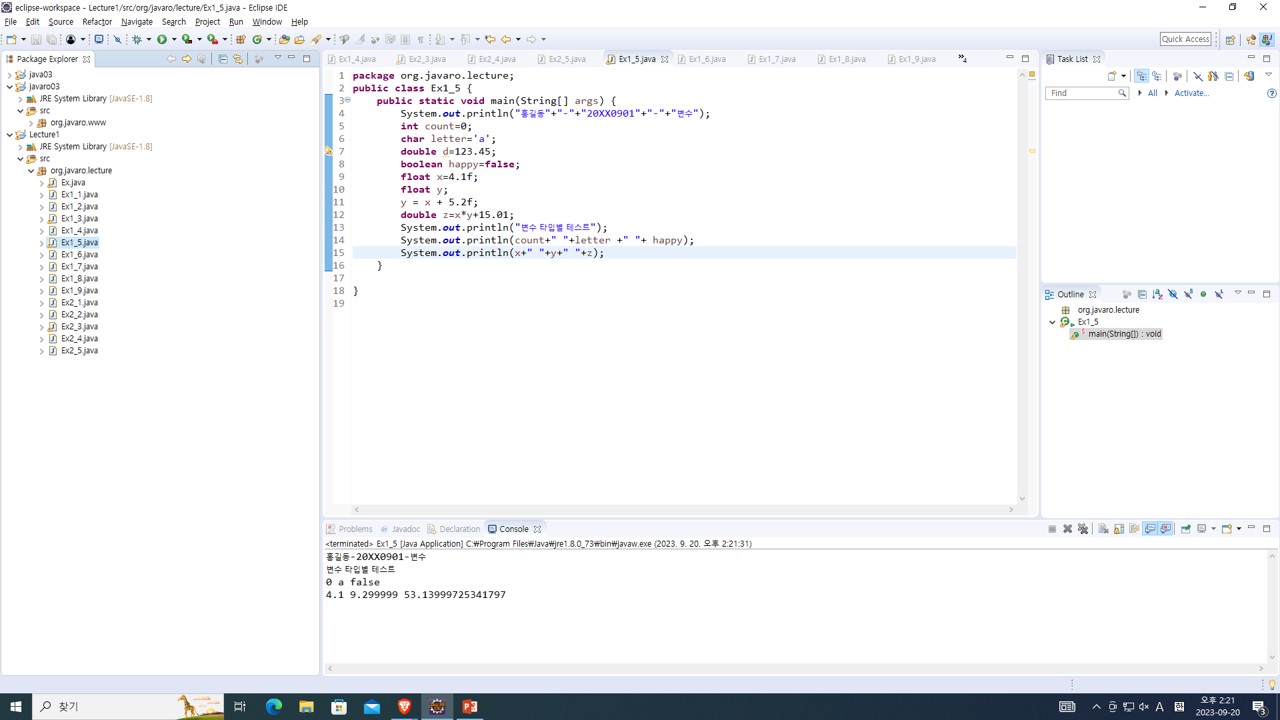 eclipse-workspace - Lecture1/src/org/javaro/lecture/Ex1_5.java - Eclipse IDE
File Edit Source Refactor Navigate Search Project Run Window Help
Quick Access
Package Explorer
java03
javaro03
JRE System Library [JavaSE-1.8]
src
org.javaro.www
Lecture1
JRE System Library [JavaSE-1.8]
src
org.javaro.lecture
Ex.java
Ex1_1.java
Ex1_2.java
Ex1_3.java
Ex1_4.java
Ex1_5.java
Ex1_6.java
Ex1_7.java
Ex1_8.java
Ex1_9.java
Ex2_1.java
Ex2_2.java
Ex2_3.java
Ex2_4.java
Ex2_5.java
Ex1_4.java Ex2_3.java Ex2_4.java Ex2_5.java Ex1_5.java Ex1_6.java Ex1_7.java Ex1_8.java Ex1_9.java »4
1 package org.javaro.lecture;
2 public class Ex1_5 {
3 public static void main(String[] args) {
4 System.out.println("홍길동"+"-"+"20XX0901"+"-"+"변수");
5 int count=0;
6 char letter='a';
7 double d=123.45;
8 boolean happy=false;
9 float x=4.1f;
10 float y;
11 y = x + 5.2f;
12 double z=x*y+15.01;
13 System.out.println("변수 타입별 테스트");
14 System.out.println(count+" "+letter +" "+ happy);
15 System.out.println(x+" "+y+" "+z);
16 }
17
18 }
19
Task List
Find All Activate...
Outline
org.javaro.lecture
Ex1_5
main(String[]) : void
Problems Javadoc Declaration Console
<terminated> Ex1_5 [Java Application] C:₩Program Files₩Java₩jre1.8.0_73₩bin₩javaw.exe (2023. 9. 20. 오후 2:21:31)
홍길동-20XX0901-변수
변수 타입별 테스트
0 a false
4.1 9.299999 53.13999725341797
찾기
A 한
오후 2:21
2023-09-20
3